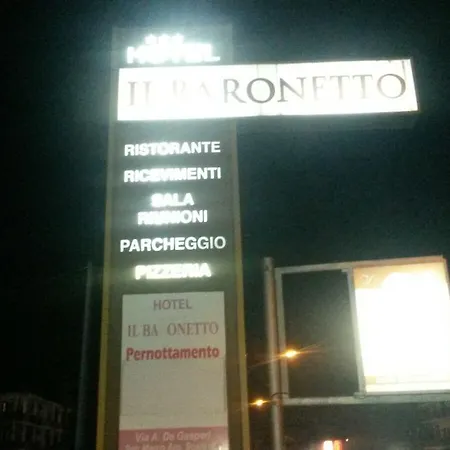 HOTEL
IL BARONETTO
RISTORANTE
RICEVIMENTI
SALA
RIUNIONI
PARCHEGGIO
PIZZERIA
HOTEL
IL BA ONETTO
Pernottamento
Via A. De Gasperi